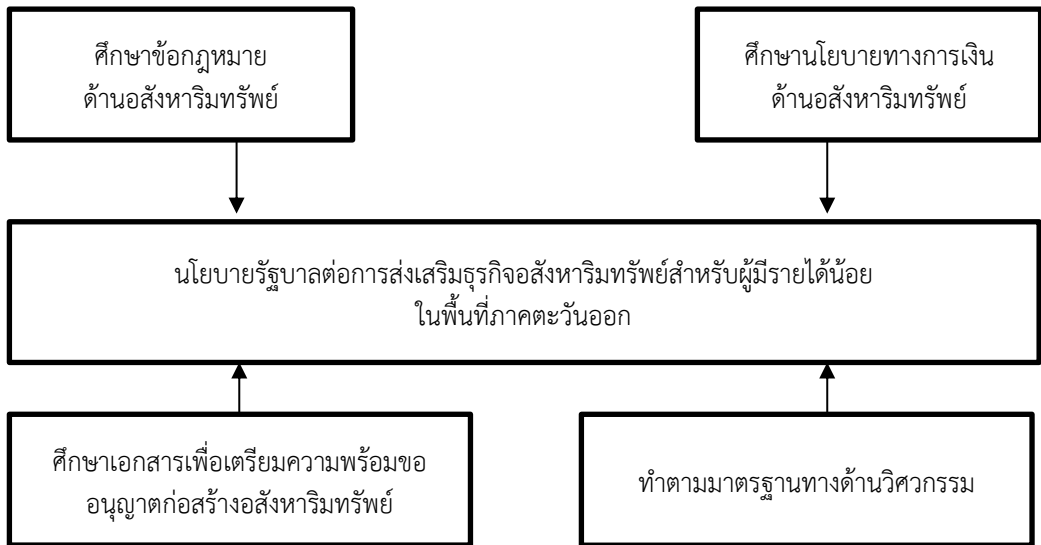 ศึกษาข้อกฎหมาย
ด้านอสังหาริมทรัพย์
ศึกษานโยบายทางการเงิน
ด้านอสังหาริมทรัพย์
นโยบายรัฐบาลต่อการส่งเสริมธุรกิจอสังหาริมทรัพย์สำหรับผู้มีรายได้น้อย
ในพื้นที่ภาคตะวันออก
ศึกษาเอกสารเพื่อเตรียมความพร้อมขอ
อนุญาตก่อสร้างอสังหาริมทรัพย์
ทำตามมาตรฐานทางด้านวิศวกรรม